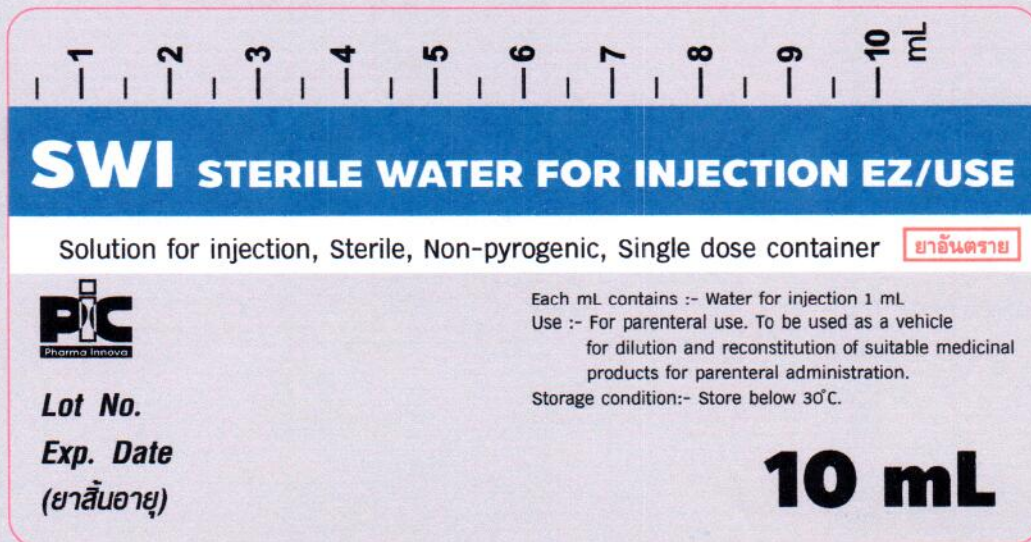 1 2 3 4 5 6 7 8 9 10 mL
SWI STERILE WATER FOR INJECTION EZ/USE
Solution for injection, Sterile, Non-pyrogenic, Single dose container ยาอันตราย
PIC
Pharma Innova
Each mL contains :- Water for injection 1 mL
Use :- For parenteral use. To be used as a vehicle
for dilution and reconstitution of suitable medicinal
products for parenteral administration.
Storage condition:- Store below 30°C.
Lot No.
Exp. Date
(ยาสิ้นอายุ)
10 mL